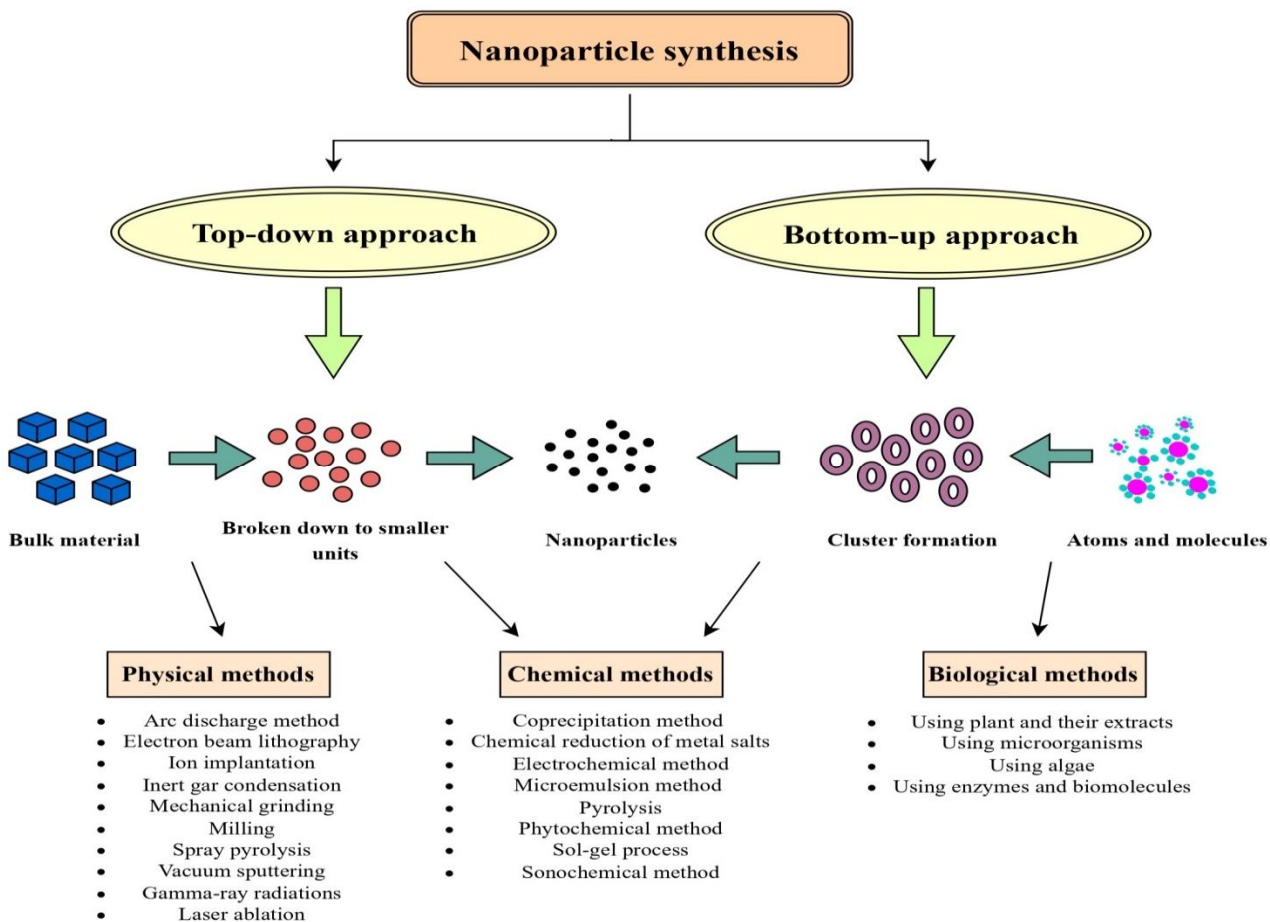 Nanoparticle synthesis
Top-down approach
Bottom-up approach
Bulk material
Broken down to smaller
units
Nanoparticles
Cluster formation
Atoms and molecules
Physical methods
• Arc discharge method
• Electron beam lithography
• Ion implantation
• Inert gar condensation
• Mechanical grinding
• Milling
• Spray pyrolysis
• Vacuum sputtering
• Gamma-ray radiations
• Laser ablation
Chemical methods
• Coprecipitation method
• Chemical reduction of metal salts
• Electrochemical method
• Microemulsion method
• Pyrolysis
• Phytochemical method
• Sol-gel process
• Sonochemical method
Biological methods
• Using plant and their extracts
• Using microorganisms
• Using algae
• Using enzymes and biomolecules